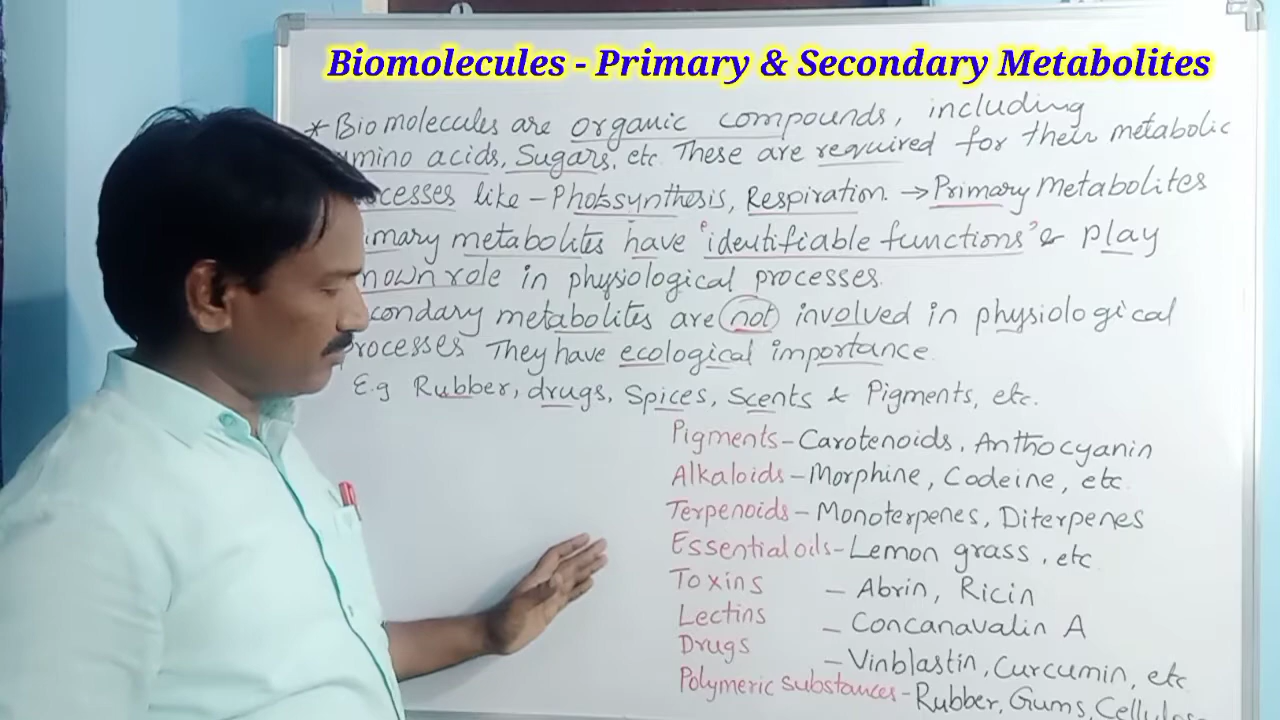 Biomolecules - Primary & Secondary Metabolites
* Biomolecules are organic compounds, including
amino acids, Sugars, etc. These are required for their metabolic
ocesses like - Photosynthesis, Respiration. → Primary Metabolites
imary metabolites have "identifiable functions" & play
nown role in physiological processes.
condary metabolites are not involved in physiological
processes They have ecological importance.
E.g Rubber, drugs, Spices, Scents & Pigments, etc.
Pigments - Carotenoids, Anthocyanin
Alkaloids - Morphine, Codeine, etc.
Terpenoids - Monoterpenes, Diterpenes
Essential oils - Lemon grass, etc
Toxins - Abrin, Ricin
Lectins - Concanavalin A
Drugs - Vinblastin, Curcumin, etc
Polymeric substances - Rubber, Gums, Cellulos